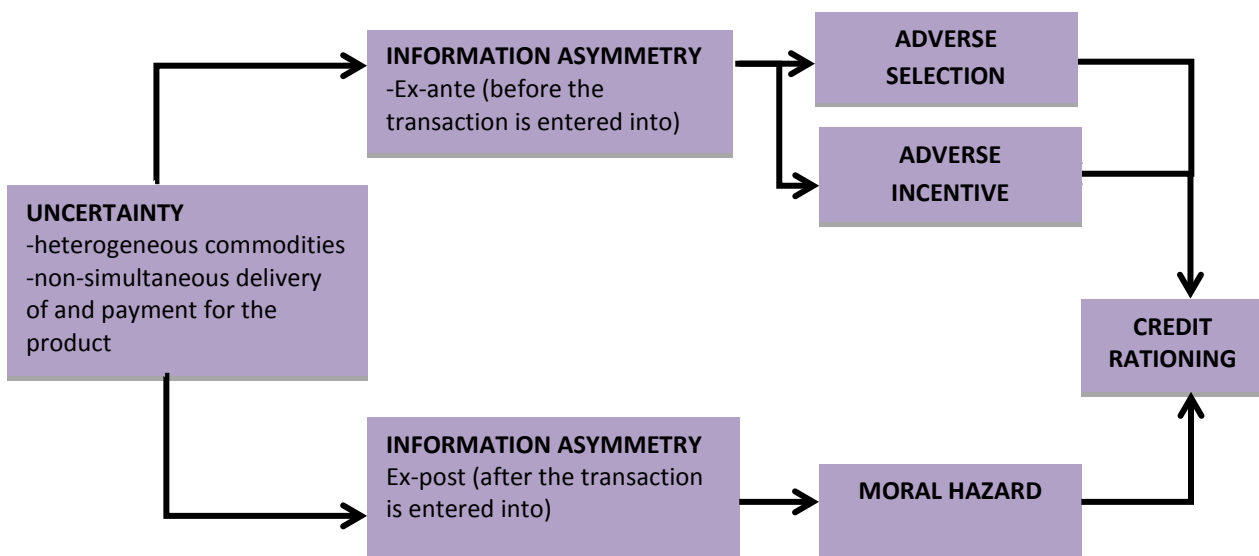 UNCERTAINTY
-heterogeneous commodities
-non-simultaneous delivery
of and payment for the
product
INFORMATION ASYMMETRY
-Ex-ante (before the
transaction is entered into)
ADVERSE
SELECTION
ADVERSE
INCENTIVE
INFORMATION ASYMMETRY
Ex-post (after the transaction
is entered into)
MORAL HAZARD
CREDIT
RATIONING